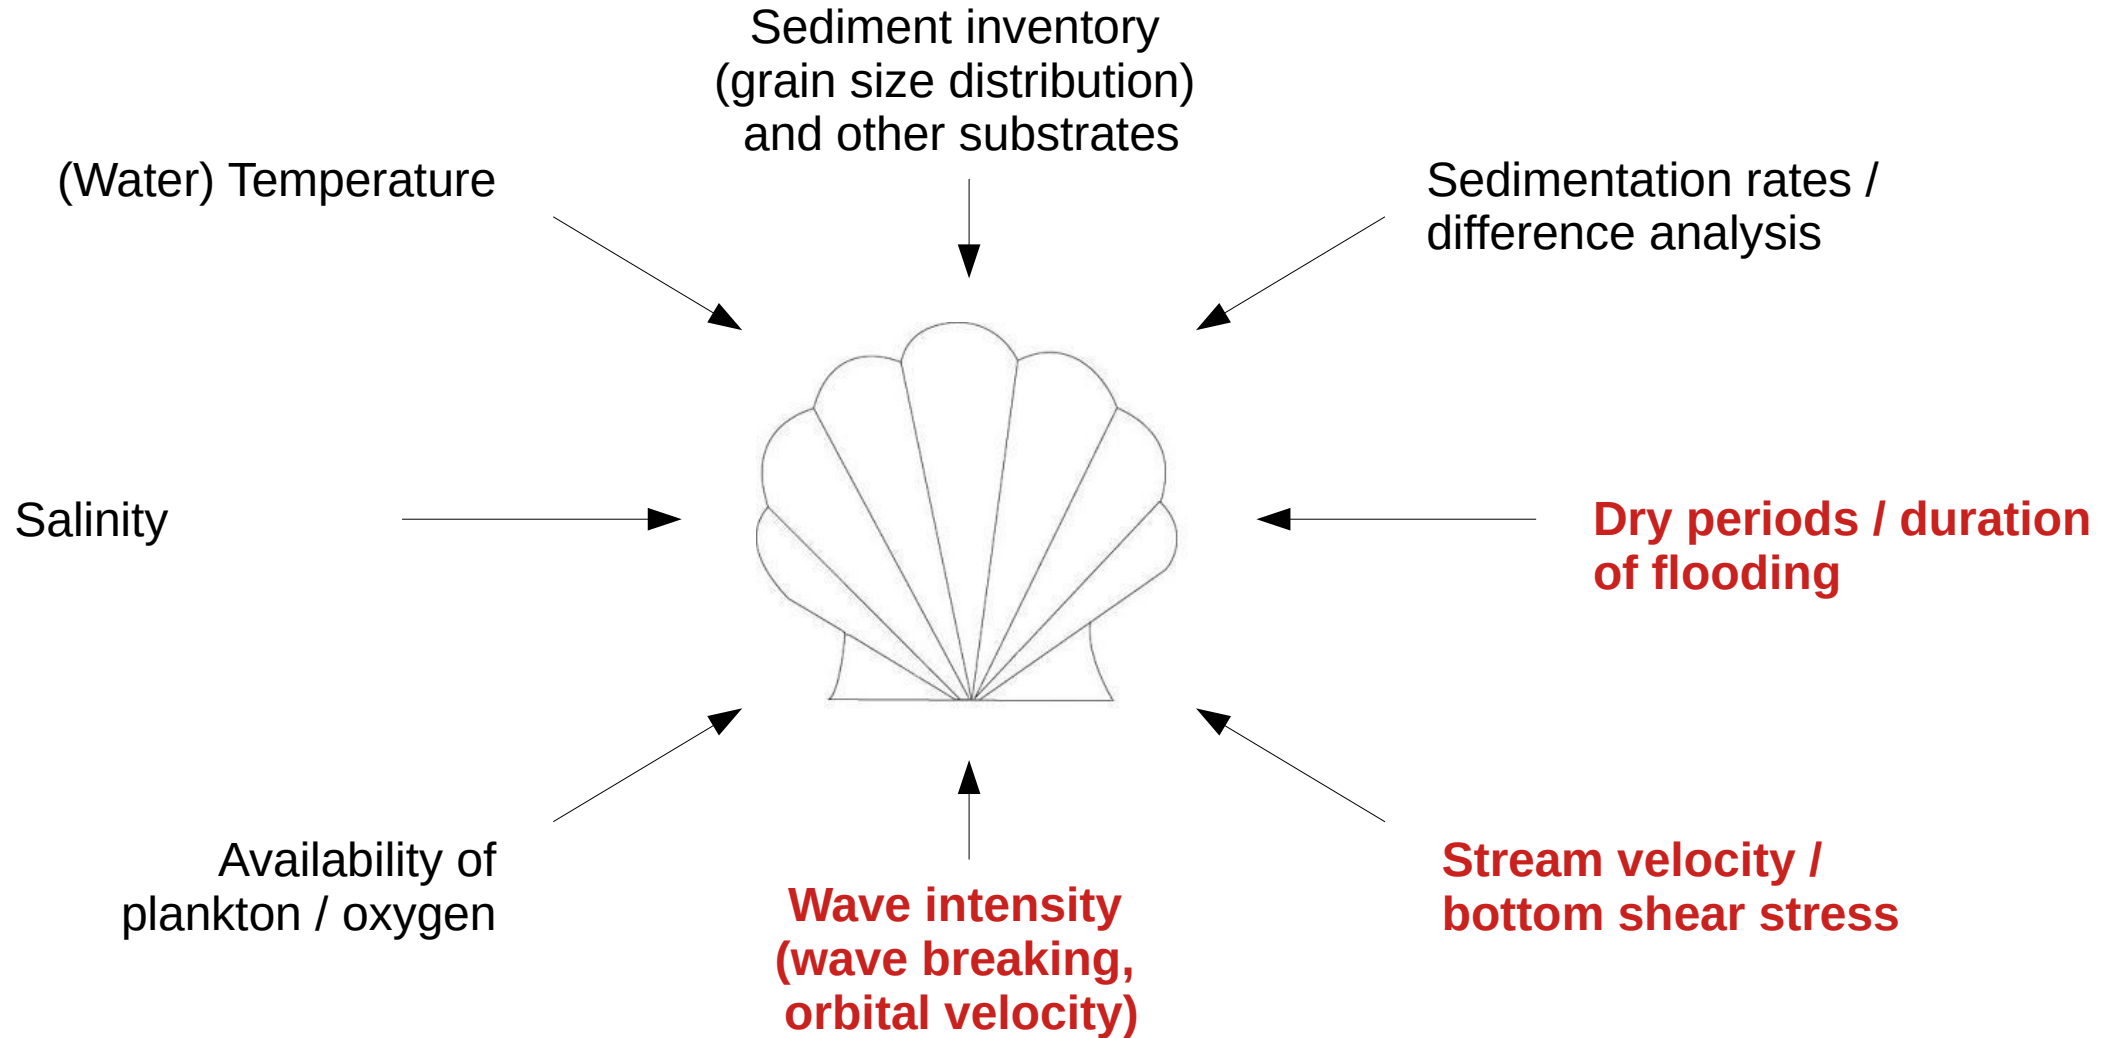 Sediment inventory
(grain size distribution)
and other substrates
(Water) Temperature
Sedimentation rates /
difference analysis
Salinity
Dry periods / duration
of flooding
Availability of
plankton / oxygen
Wave intensity
(wave breaking,
orbital velocity)
Stream velocity /
bottom shear stress